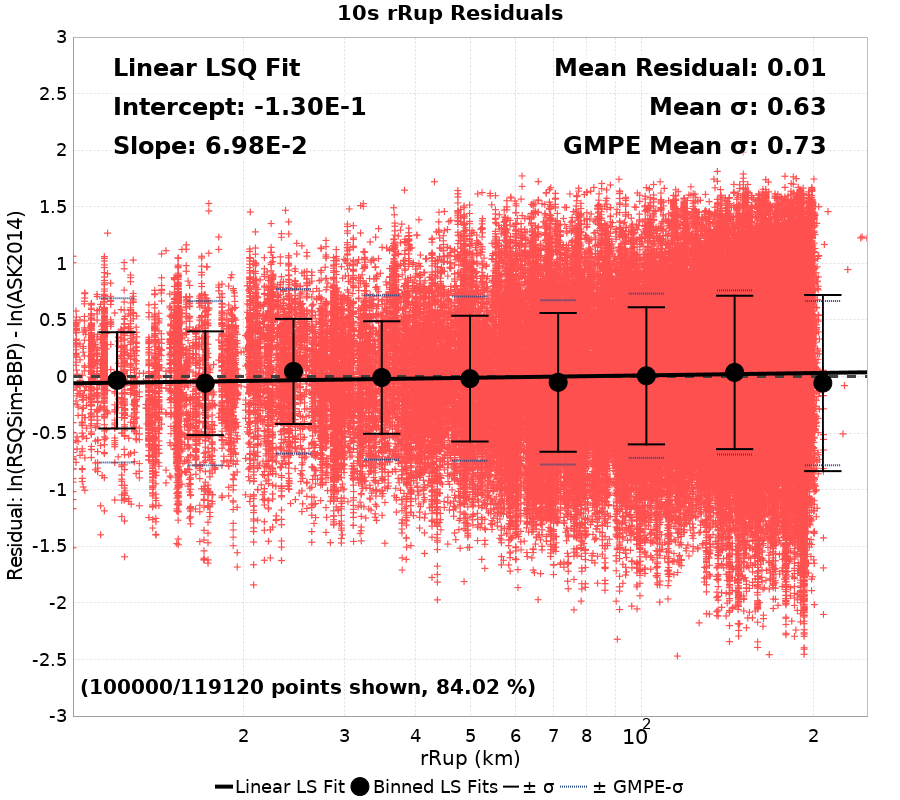 10s rRup Residuals
Linear LSQ Fit
Intercept: -1.30E-1
Slope: 6.98E-2
Mean Residual: 0.01
Mean σ: 0.63
GMPE Mean σ: 0.73
Residual: ln(RSQSim-BBP) - ln(ASK2014)
3
2.5
2
1.5
1
0.5
0
-0.5
-1
-1.5
-2
-2.5
-3
(100000/119120 points shown, 84.02 %)
2 3 4 5 6 7 8 10² 2
rRup (km)
Linear LS Fit Binned LS Fits ± σ ± GMPE-σ